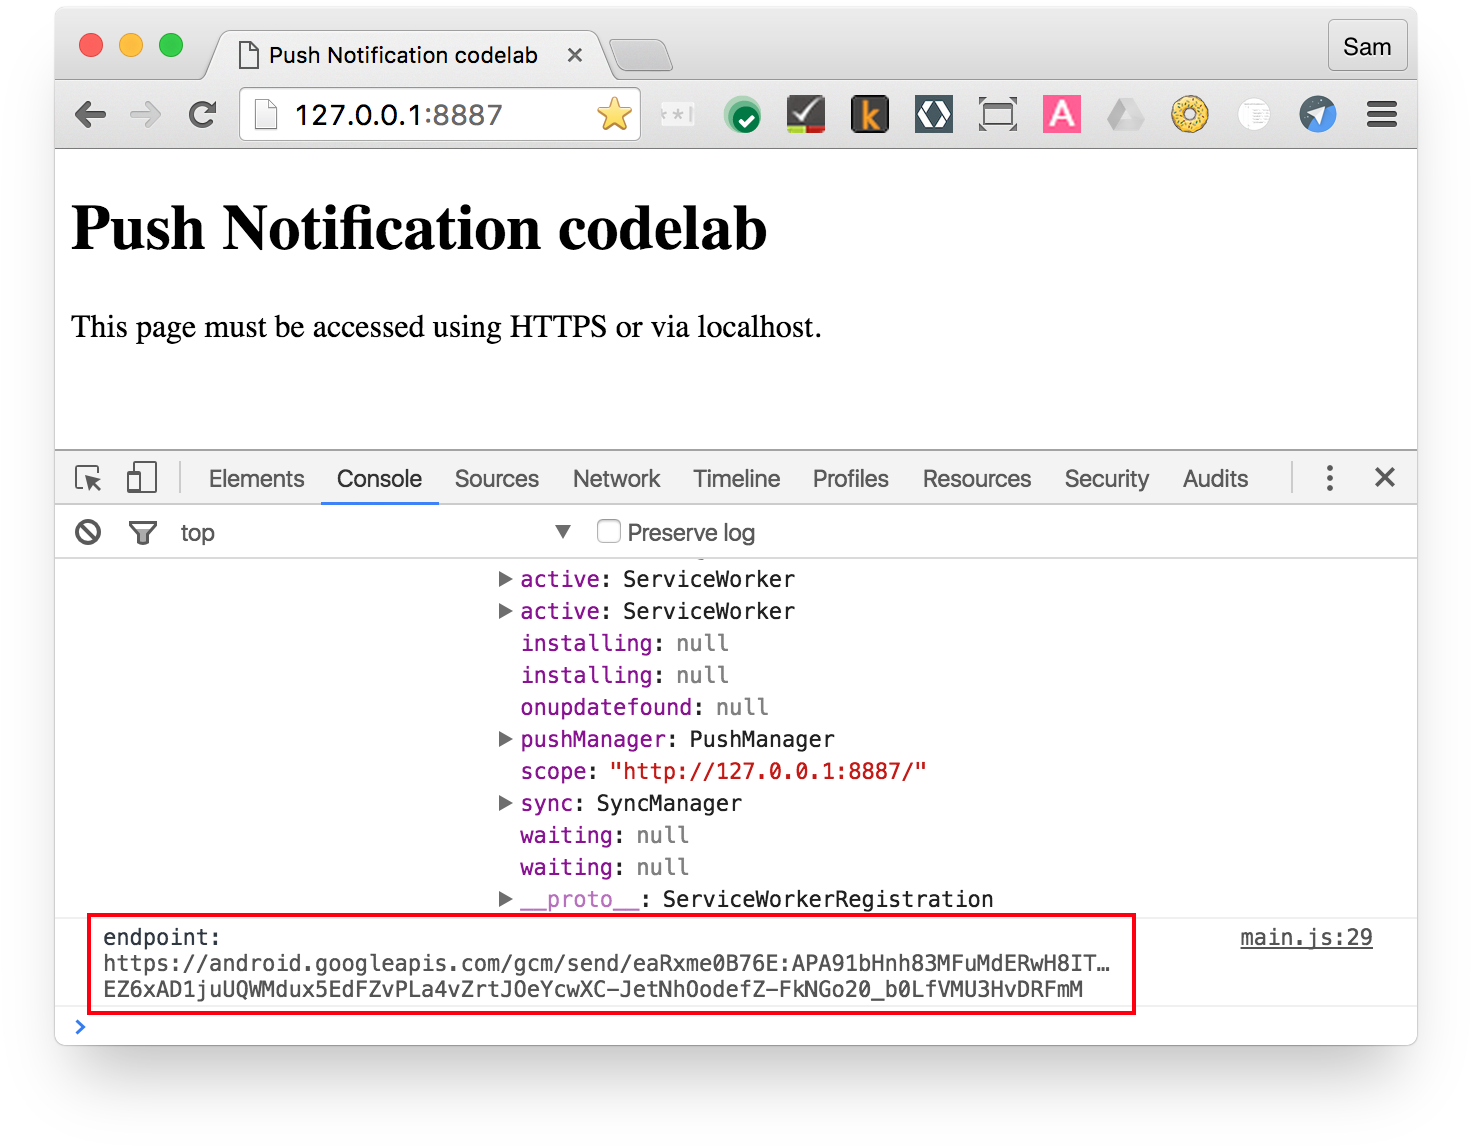 Push Notification codelab
Sam
127.0.0.1:8887
Push Notification codelab
This page must be accessed using HTTPS or via localhost.
Elements Console Sources Network Timeline Profiles Resources Security Audits
top Preserve log
active: ServiceWorker
active: ServiceWorker
installing: null
installing: null
onupdatefound: null
pushManager: PushManager
scope: "http://127.0.0.1:8887/"
sync: SyncManager
waiting: null
waiting: null
__proto__: ServiceWorkerRegistration
endpoint: main.js:29
https://android.googleapis.com/gcm/send/eaRxme0B76E:APA91bHnh83MFuMdERwH8IT…
EZ6xAD1juUQWMdux5EdFZvPLa4vZrtJOeYcwXC-JetNhOodefZ-FkNGo20_b0LfVMU3HvDRFmM